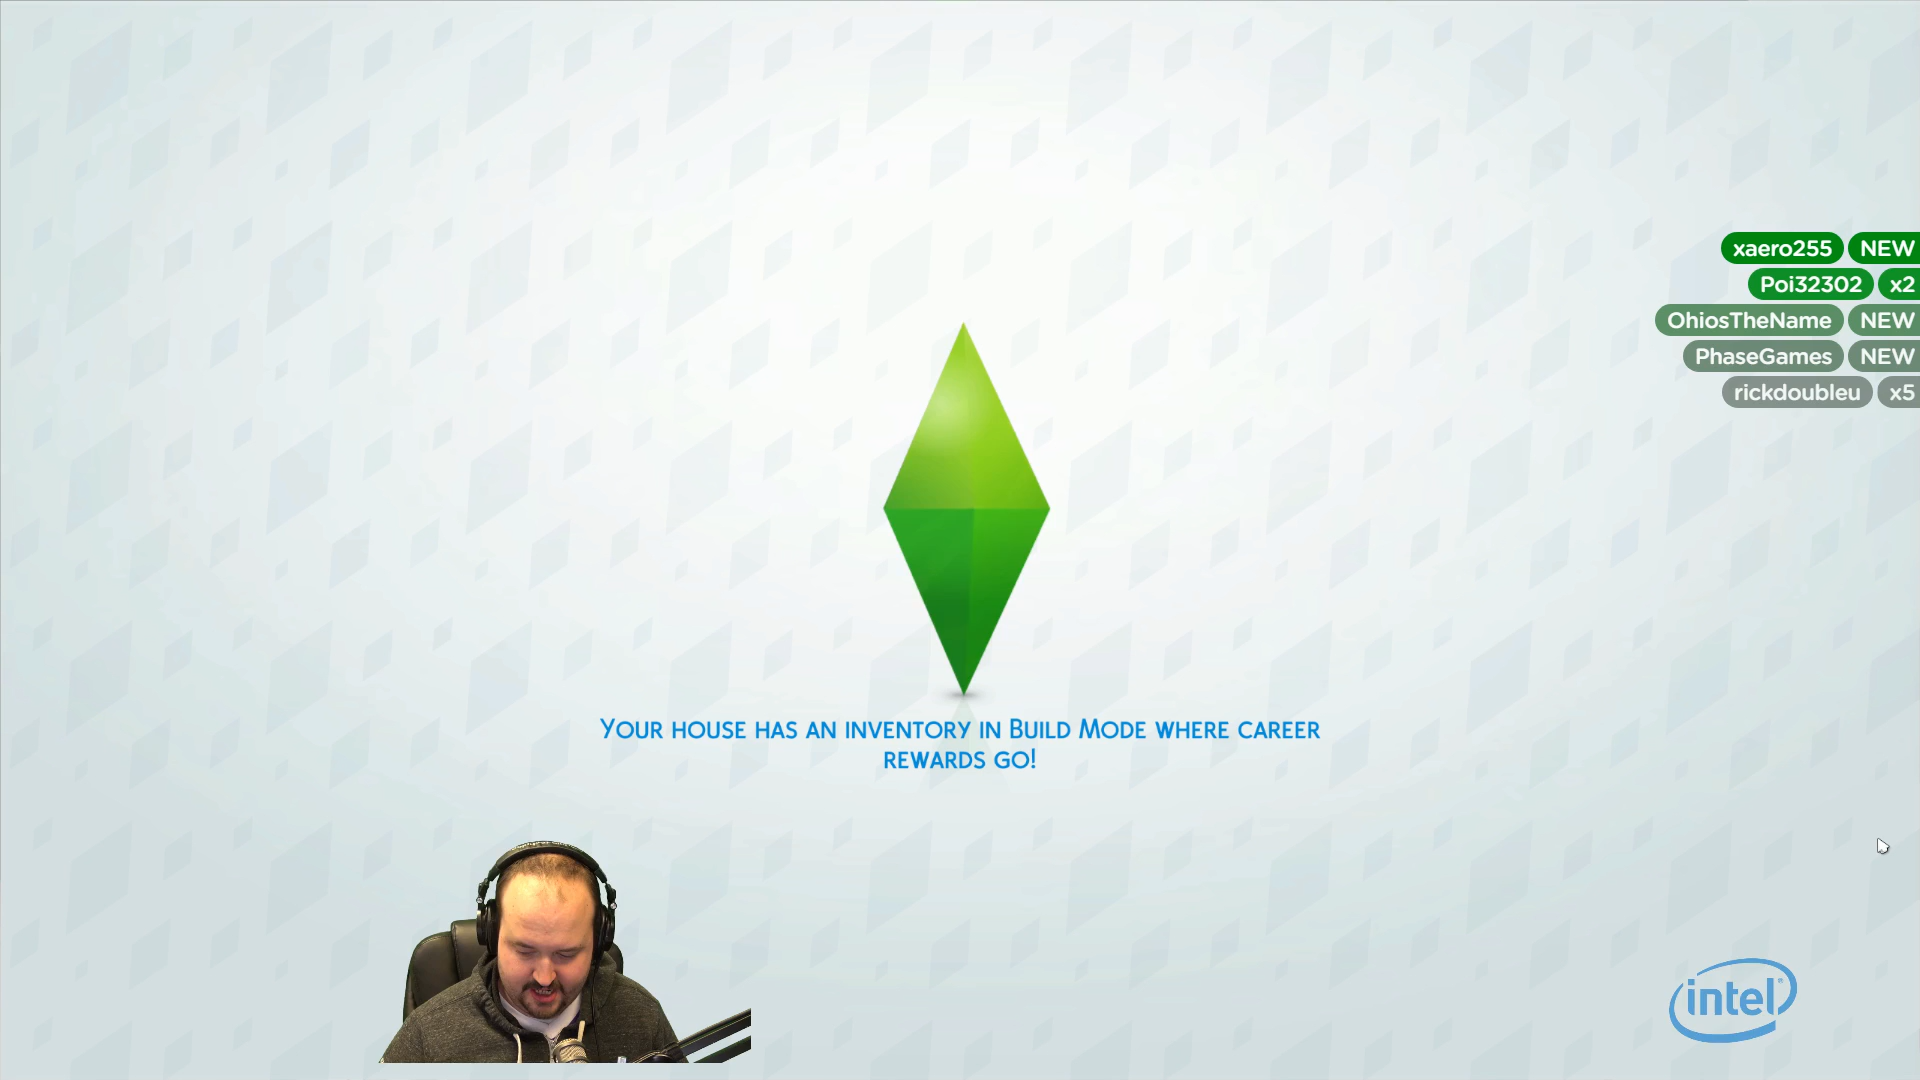 xaero255 NEW
Poi32302 x2
OhiosTheName NEW
PhaseGames NEW
rickdoubleu x5
YOUR HOUSE HAS AN INVENTORY IN BUILD MODE WHERE CAREER
REWARDS GO!
intel